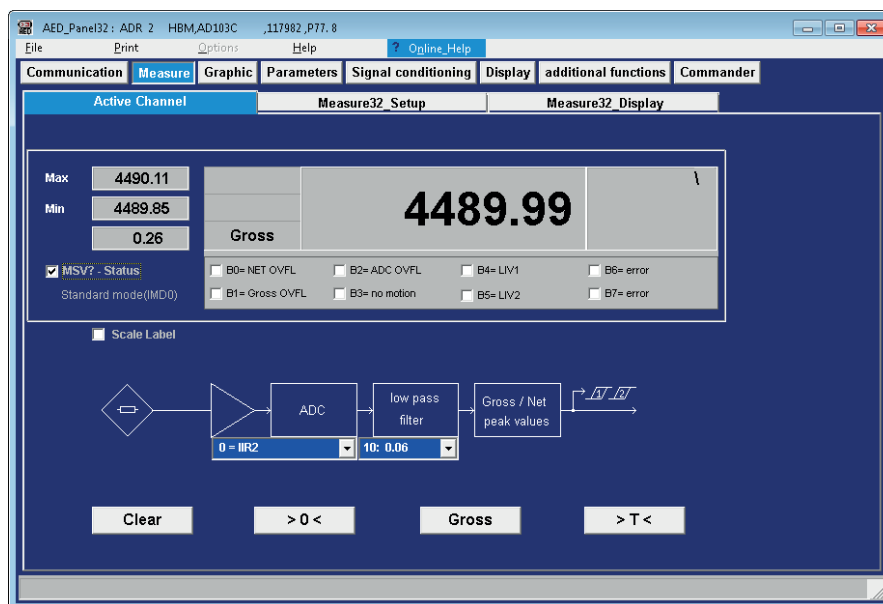 AED_Panel32 : ADR 2 HBM,AD103C ,117982 ,P77. 8
File Print Options Help ? Online_Help
Communication Measure Graphic Parameters Signal conditioning Display additional functions Commander
Active Channel Measure32_Setup Measure32_Display
Max 4490.11
Min 4489.85
0.26
\
4489.99
Gross
MSV? - Status
Standard mode(IMD0)
B0= NET OVFL B2= ADC OVFL B4= LIV1 B6= error
B1= Gross OVFL B3= no motion B5= LIV2 B7= error
Scale Label
ADC
low pass
filter
Gross / Net
peak values
1 2
0 = IIR2 10: 0.06
Clear > 0 < Gross > T <